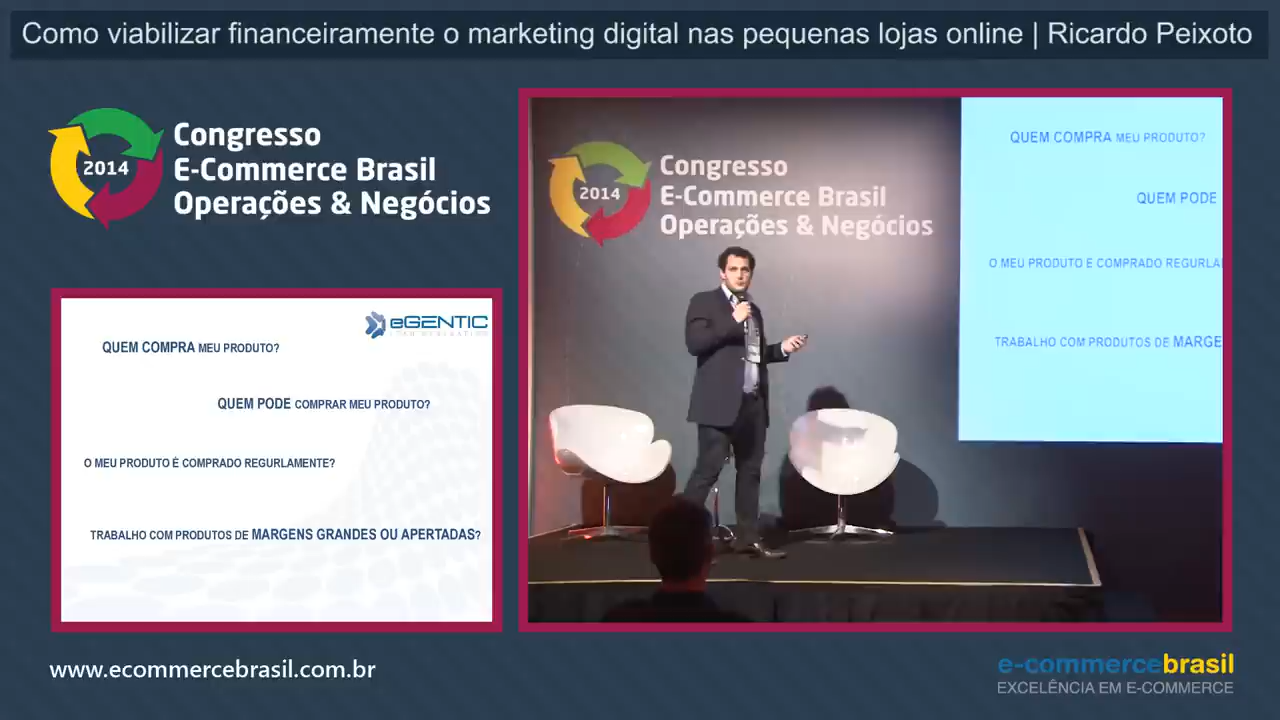 Como viabilizar financeiramente o marketing digital nas pequenas lojas online | Ricardo Peixoto
2014
Congresso
E-Commerce Brasil
Operações & Negócios
eGENTIC
QUEM COMPRA MEU PRODUTO?
QUEM PODE COMPRAR MEU PRODUTO?
O MEU PRODUTO É COMPRADO REGURLAMENTE?
TRABALHO COM PRODUTOS DE MARGENS GRANDES OU APERTADAS?
2014
Congresso
E-Commerce Brasil
Operações & Negócios
QUEM COMPRA MEU PRODUTO?
QUEM PODE
O MEU PRODUTO É COMPRADO REGURLA
TRABALHO COM PRODUTOS DE MARGE
www.ecommercebrasil.com.br
e-commercebrasil
EXCELÊNCIA EM E-COMMERCE